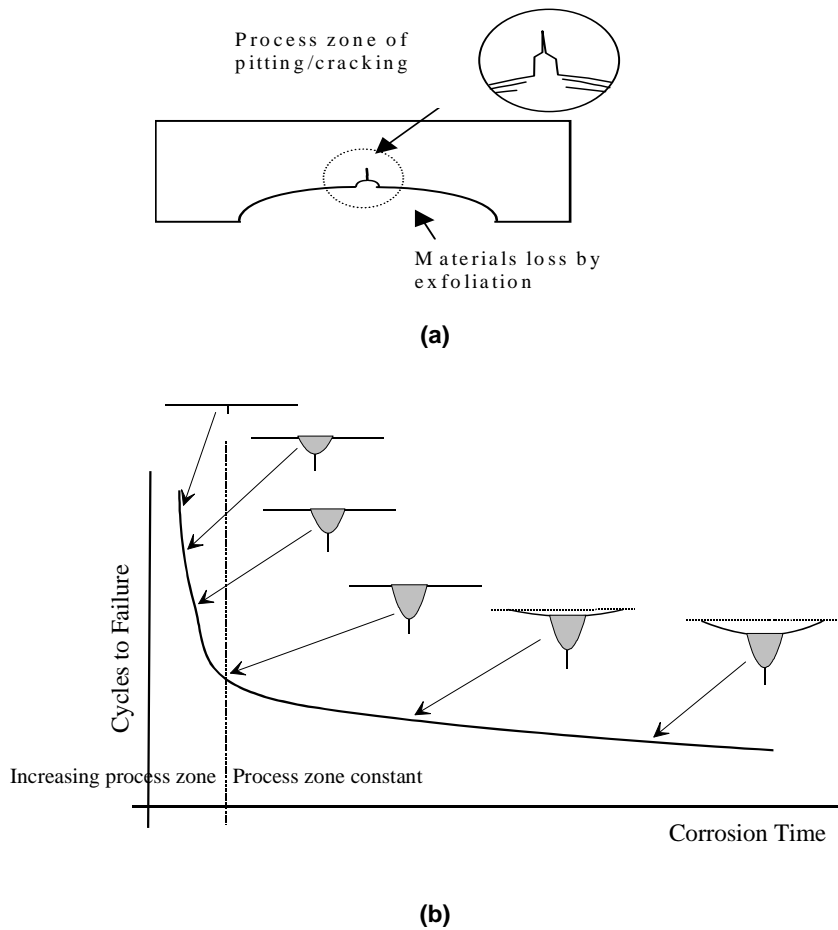 Process zone of
pitting/cracking
Materials loss by
exfoliation
(a)
Cycles to Failure
Increasing process zone
Process zone constant
Corrosion Time
(b)